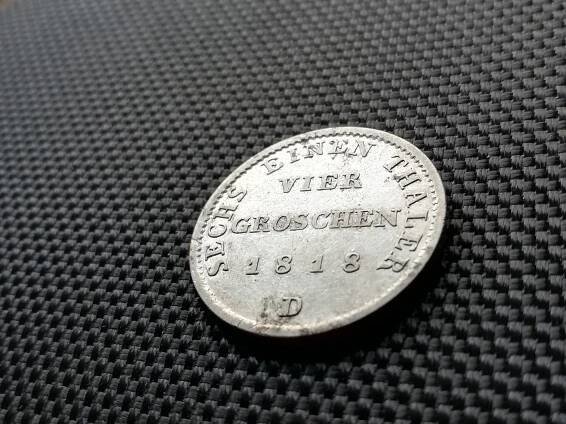 SECHS EINEN THALER
VIER
GROSCHEN
1818
D